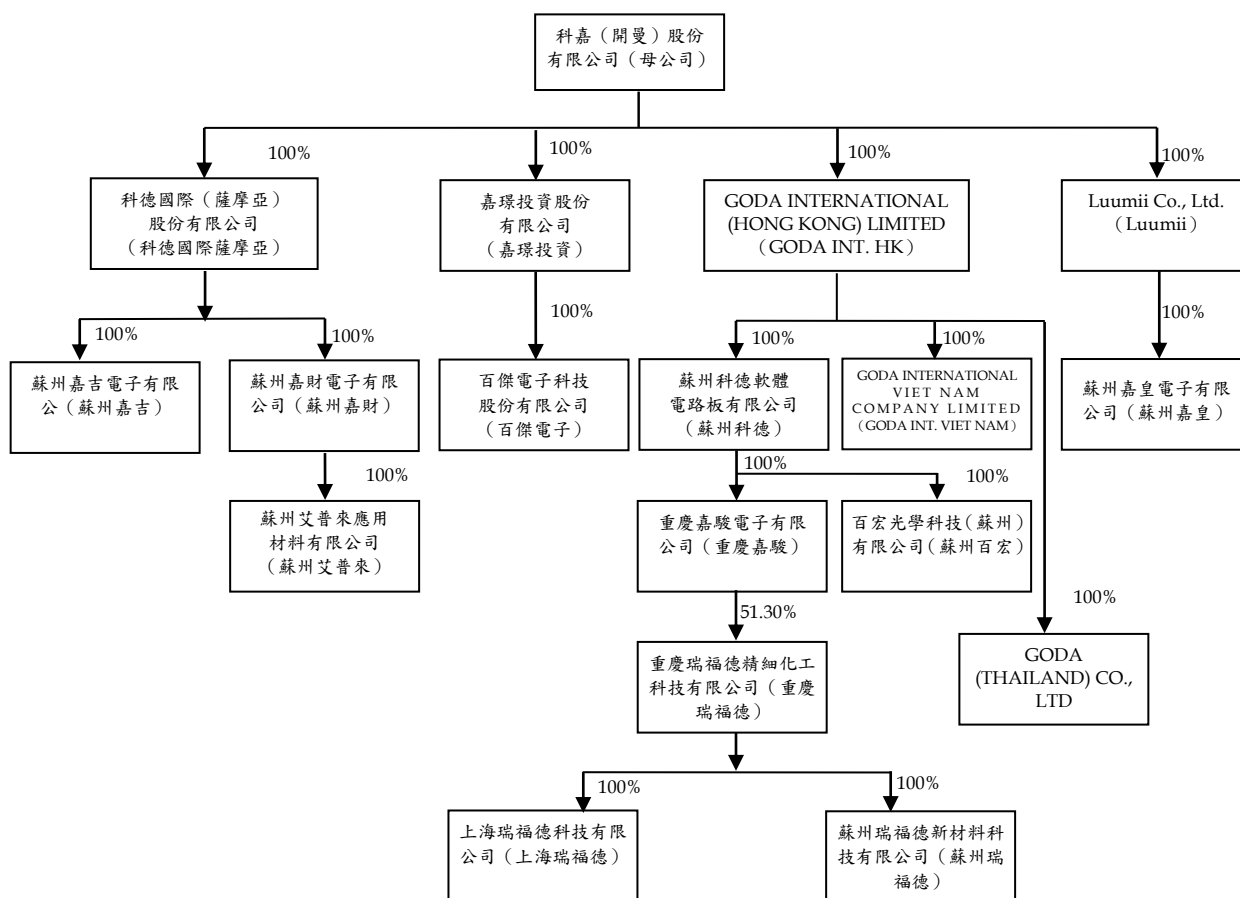 科嘉（開曼）股份
有限公司（母公司）
100%
100%
100%
100%
科德國際（薩摩亞）
股份有限公司
（科德國際薩摩亞）
嘉璟投資股份
有限公司
（嘉璟投資）
GODA INTERNATIONAL
(HONG KONG) LIMITED
（GODA INT. HK）
Luumii Co., Ltd.
（Luumii）
100%
100%
100%
100%
100%
100%
蘇州嘉吉電子有限
公（蘇州嘉吉）
蘇州嘉財電子有限
公司（蘇州嘉財）
百傑電子科技
股份有限公司
（百傑電子）
蘇州科德軟體
電路板有限公司
（蘇州科德）
GODA INTERNATIONAL
VIET NAM
COMPANY LIMITED
（GODA INT. VIET NAM）
蘇州嘉皇電子有限
公司（蘇州嘉皇）
100%
100%
100%
蘇州艾普來應用
材料有限公司
（蘇州艾普來）
重慶嘉駿電子有限
公司（重慶嘉駿）
百宏光學科技（蘇州）
有限公司（蘇州百宏）
51.30%
100%
重慶瑞福德精細化工
科技有限公司（重慶
瑞福德）
GODA
(THAILAND) CO.,
LTD
100%
100%
上海瑞福德科技有限
公司（上海瑞福德）
蘇州瑞福德新材料科
技有限公司（蘇州瑞
福德）